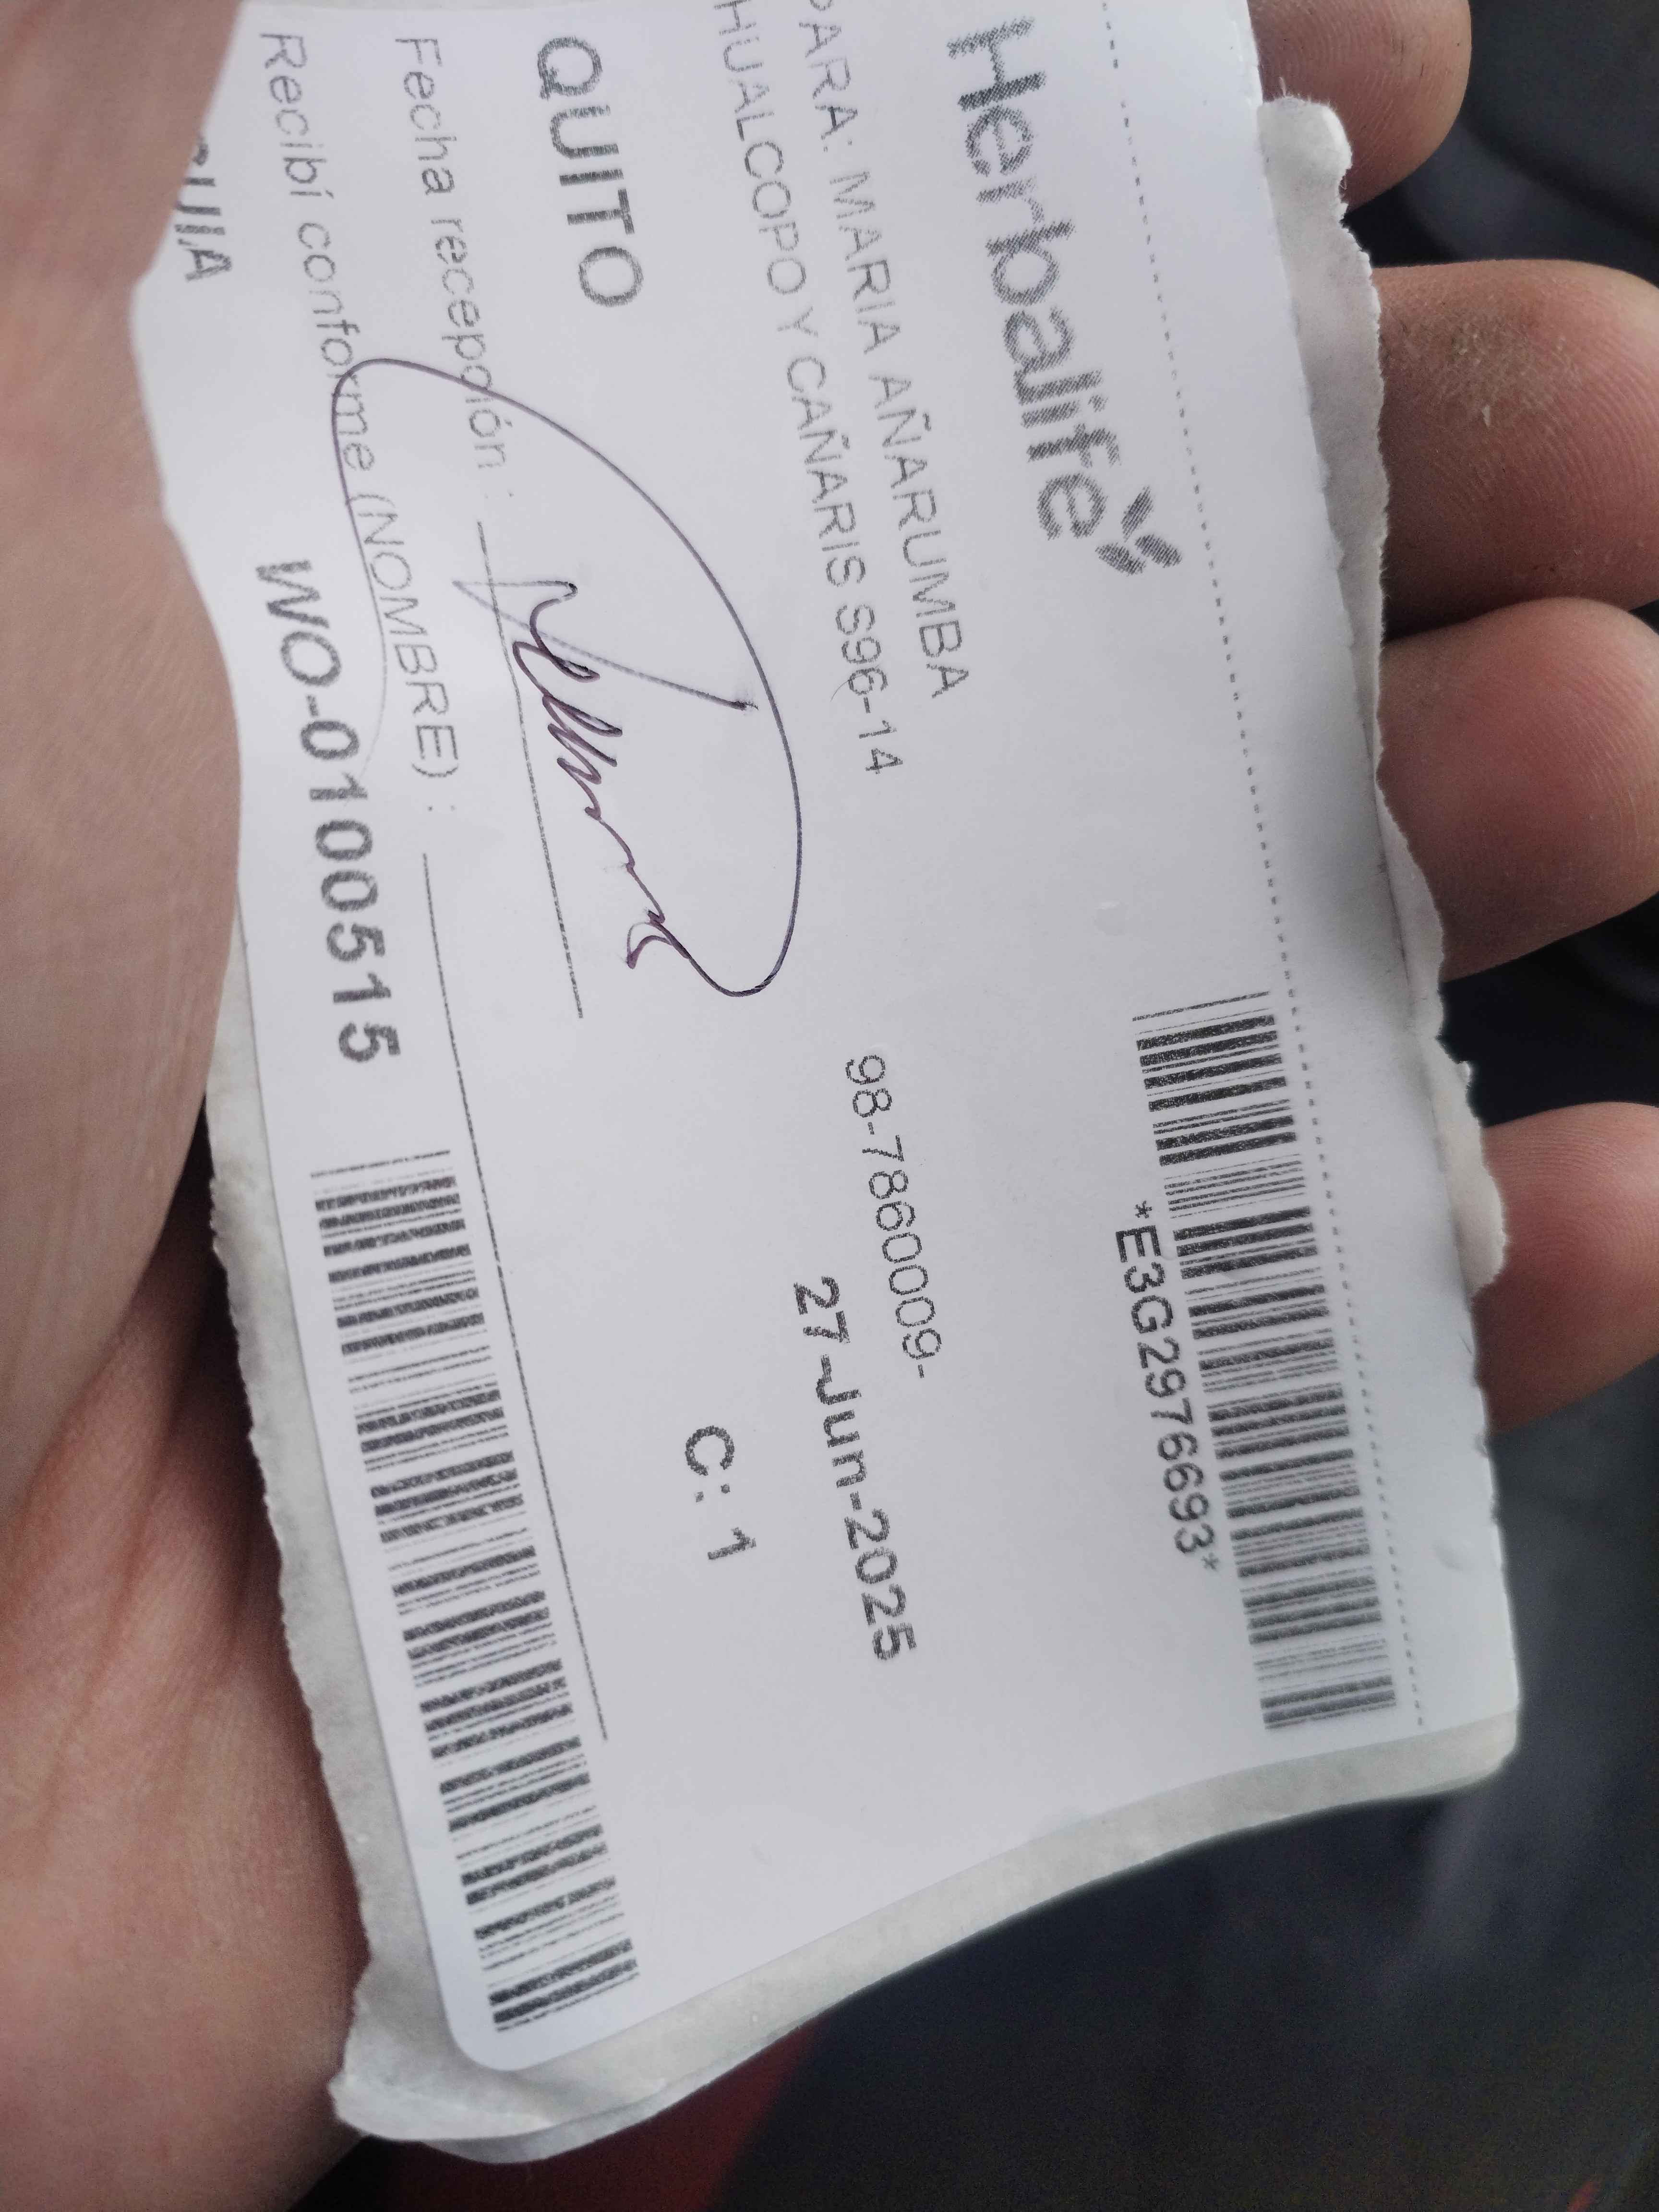 *E3G2976693*
Herbalife
PARA: MARIA AÑARUMBA
98-7860009-
HUALCOPO Y CAÑARIS S96-14
27-Jun-2025
QUITO
C: 1
Fecha recepción :
Recibí conforme (NOMBRE) :
WO-0100515